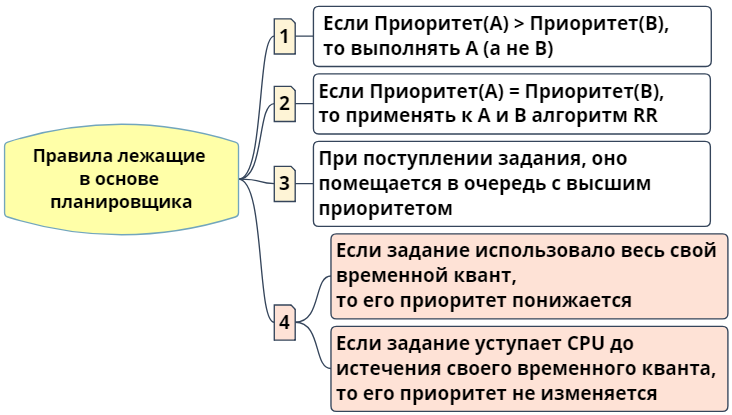 Правила лежащие
в основе
планировщика
1
Если Приоритет(A) > Приоритет(B),
то выполнять A (а не B)
2
Если Приоритет(A) = Приоритет(B),
то применять к A и B алгоритм RR
3
При поступлении задания, оно
помещается в очередь с высшим
приоритетом
4
Если задание использовало весь свой
временной квант,
то его приоритет понижается
Если задание уступает CPU до
истечения своего временного кванта,
то его приоритет не изменяется